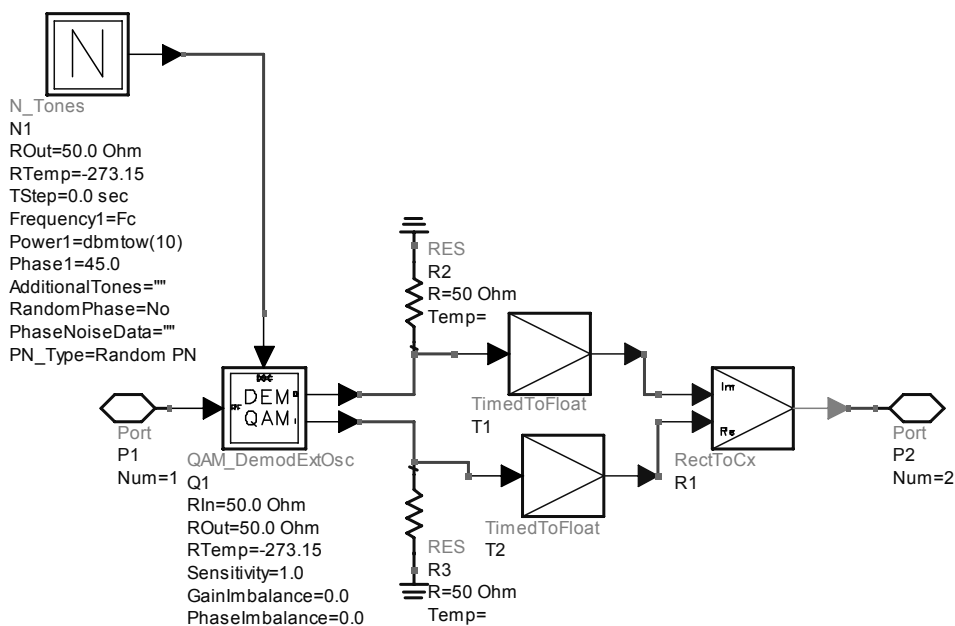 N
N_Tones
N1
ROut=50.0 Ohm
RTemp=-273.15
TStep=0.0 sec
Frequency1=Fc
Power1=dbmtow(10)
Phase1=45.0
AdditionalTones=""
RandomPhase=No
PhaseNoiseData=""
PN_Type=Random PN
RES
R2
R=50 Ohm
Temp=
TimedToFloat
T1
DEM
QAM
Port
P1
Num=1
QAM_DemodExtOsc
Q1
RIn=50.0 Ohm
ROut=50.0 Ohm
RTemp=-273.15
Sensitivity=1.0
GainImbalance=0.0
PhaseImbalance=0.0
RES
R3
R=50 Ohm
Temp=
TimedToFloat
T2
Im
Re
RectToCx
R1
Port
P2
Num=2